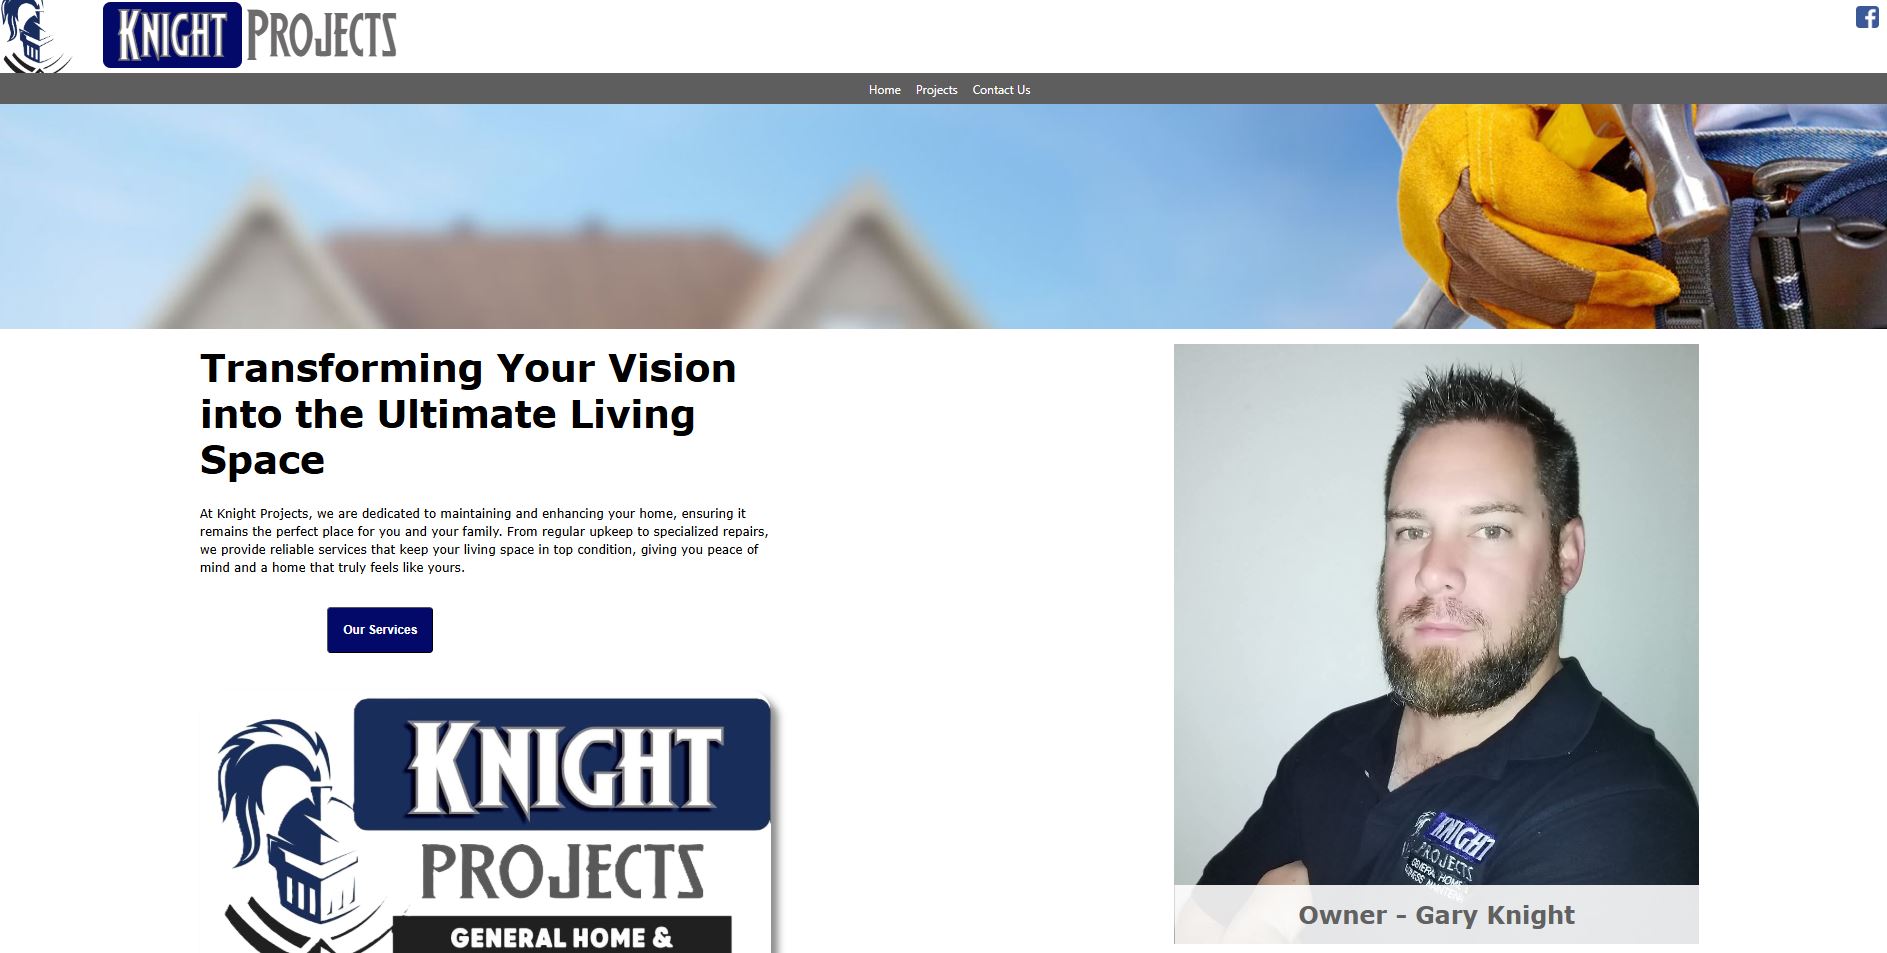 KNIGHT PROJECTS
Home Projects Contact Us
Transforming Your Vision
into the Ultimate Living
Space
At Knight Projects, we are dedicated to maintaining and enhancing your home, ensuring it
remains the perfect place for you and your family. From regular upkeep to specialized repairs,
we provide reliable services that keep your living space in top condition, giving you peace of
mind and a home that truly feels like yours.
Our Services
KNIGHT
PROJECTS
GENERAL HOME &
KNIGHT
PROJECTS
GENERAL HOME
Owner - Gary Knight